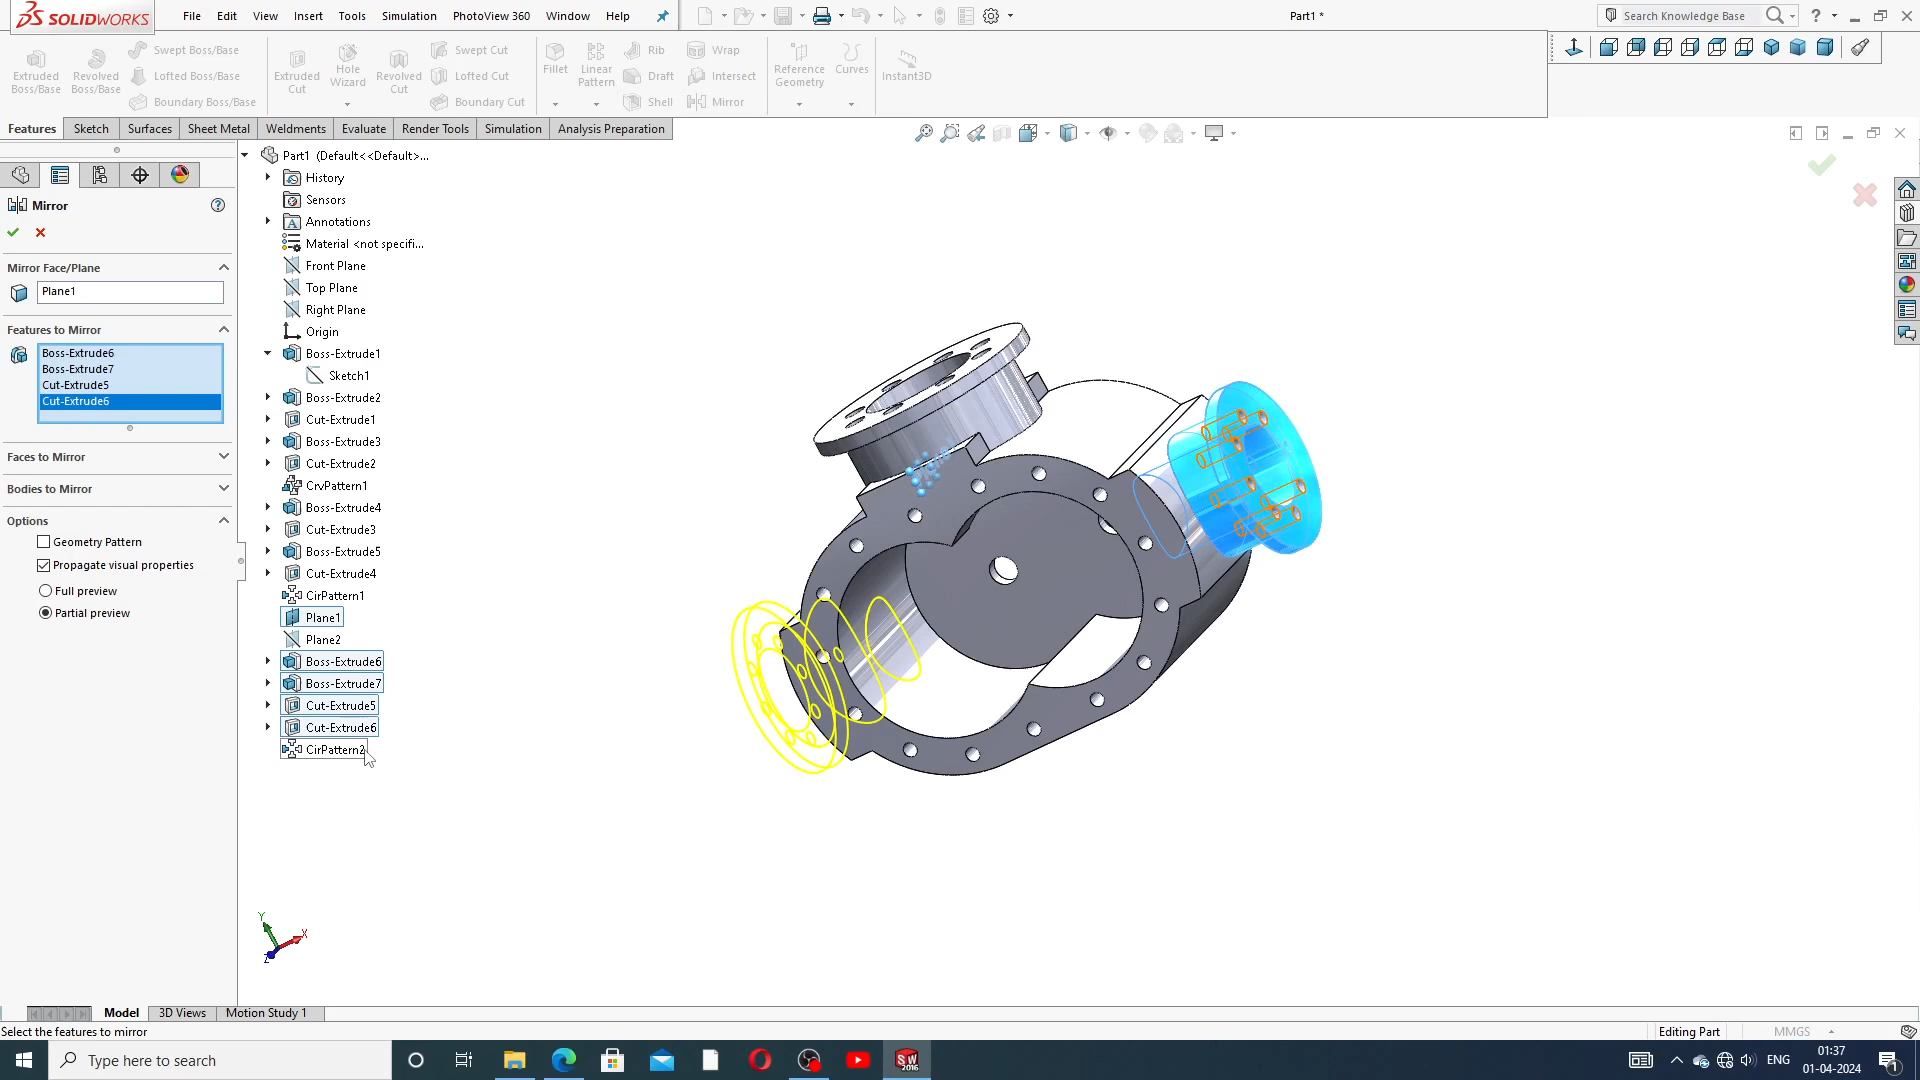 SOLIDWORKS File Edit View Insert Tools Simulation PhotoView 360 Window Help Part1 * Search Knowledge Base ?
Extruded Boss/Base
Revolved Boss/Base
Swept Boss/Base
Lofted Boss/Base
Boundary Boss/Base
Extruded Cut
Hole Wizard
Revolved Cut
Swept Cut
Lofted Cut
Boundary Cut
Fillet
Linear Pattern
Rib
Draft
Shell
Wrap
Intersect
Mirror
Reference Geometry
Curves
Instant3D
Features Sketch Surfaces Sheet Metal Weldments Evaluate Render Tools Simulation Analysis Preparation
Mirror ?
Mirror Face/Plane
Plane1
Features to Mirror
Boss-Extrude6
Boss-Extrude7
Cut-Extrude5
Cut-Extrude6
Faces to Mirror
Bodies to Mirror
Options
Geometry Pattern
Propagate visual properties
Full preview
Partial preview
Part1 (Default<<Default>...
History
Sensors
Annotations
Material <not specifi...
Front Plane
Top Plane
Right Plane
Origin
Boss-Extrude1
Sketch1
Boss-Extrude2
Cut-Extrude1
Boss-Extrude3
Cut-Extrude2
CrvPattern1
Boss-Extrude4
Cut-Extrude3
Boss-Extrude5
Cut-Extrude4
CirPattern1
Plane1
Plane2
Boss-Extrude6
Boss-Extrude7
Cut-Extrude5
Cut-Extrude6
CirPattern2
Y
X
Z
Model 3D Views Motion Study 1
Select the features to mirror Editing Part MMGS
Type here to search SW 2016 ENG 01:37 01-04-2024 1